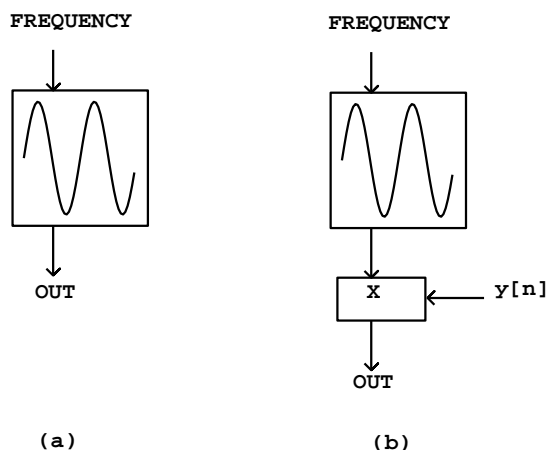 FREQUENCY
OUT
(a)
FREQUENCY
X
y[n]
OUT
(b)